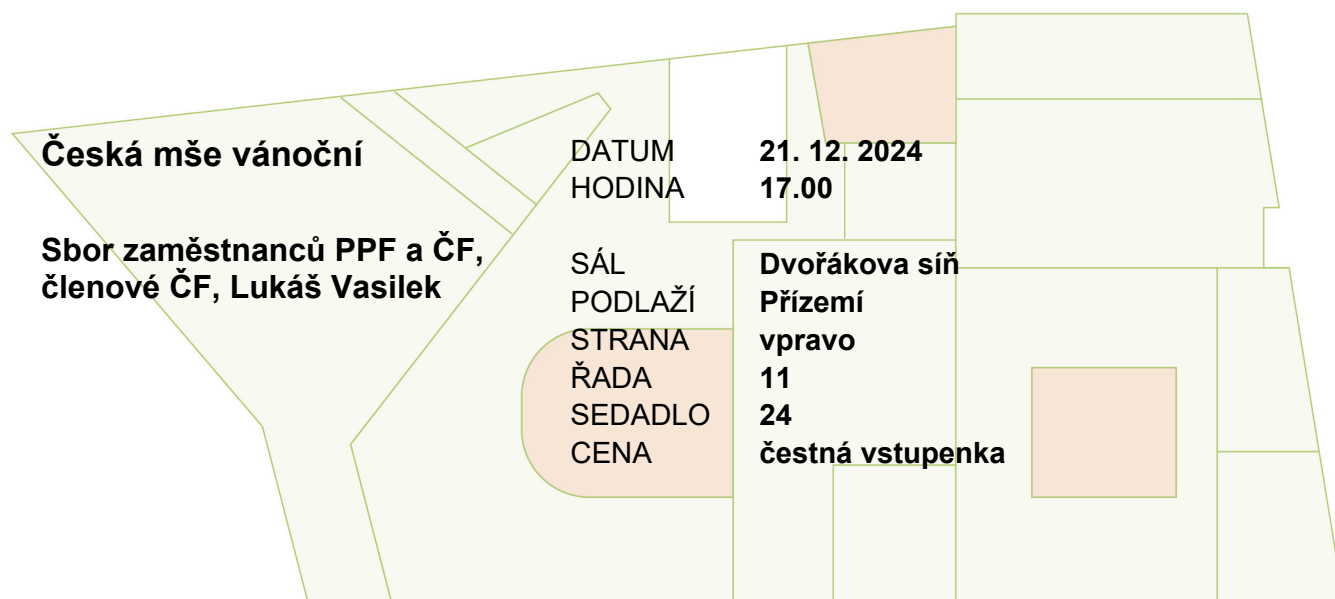 Česká mše vánoční
Sbor zaměstnanců PPF a ČF,
členové ČF, Lukáš Vasilek
DATUM 21. 12. 2024
HODINA 17.00
SÁL Dvořákova síň
PODLAŽÍ Přízemí
STRANA vpravo
ŘADA 11
SEDADLO 24
CENA čestná vstupenka